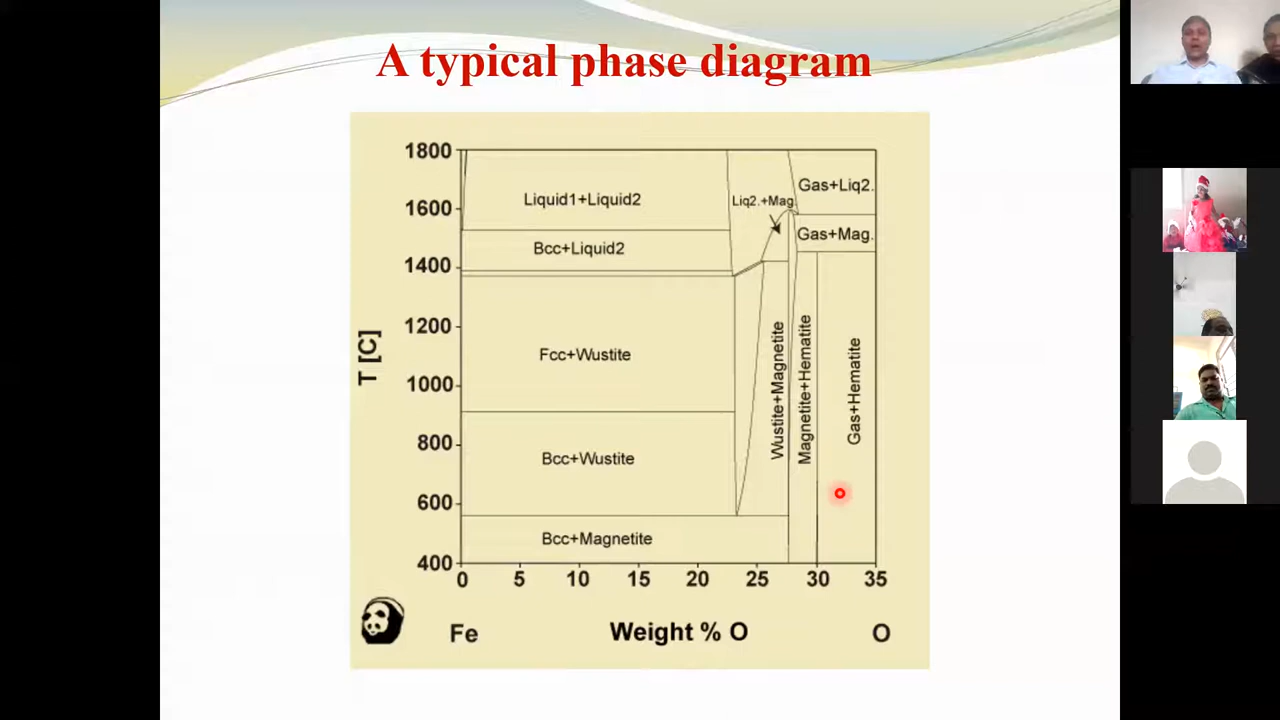 A typical phase diagram
1800
1600
1400
1200
1000
800
600
400
T [C]
Liquid1+Liquid2
Liq2.+Mag.
Gas+Liq2.
Gas+Mag.
Bcc+Liquid2
Fcc+Wustite
Bcc+Wustite
Bcc+Magnetite
Wustite+Magnetite
Magnetite+Hematite
Gas+Hematite
0 5 10 15 20 25 30 35
Fe Weight % O O